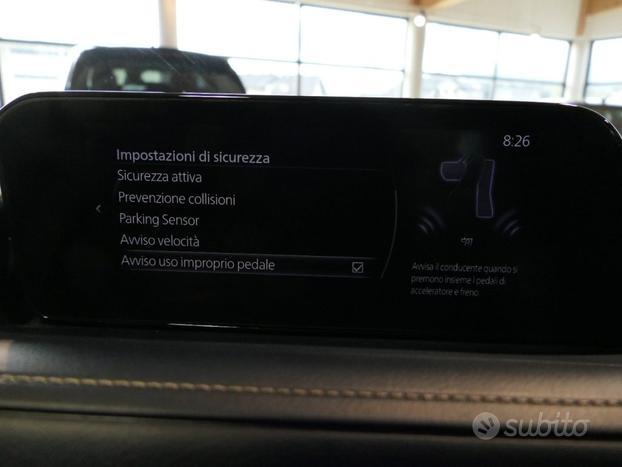 8:26
Impostazioni di sicurezza
Sicurezza attiva
Prevenzione collisioni
Parking Sensor
Avviso velocità
Avviso uso improprio pedale
Avvisa il conducente quando si
premono insieme i pedali di
acceleratore e freno.
subito